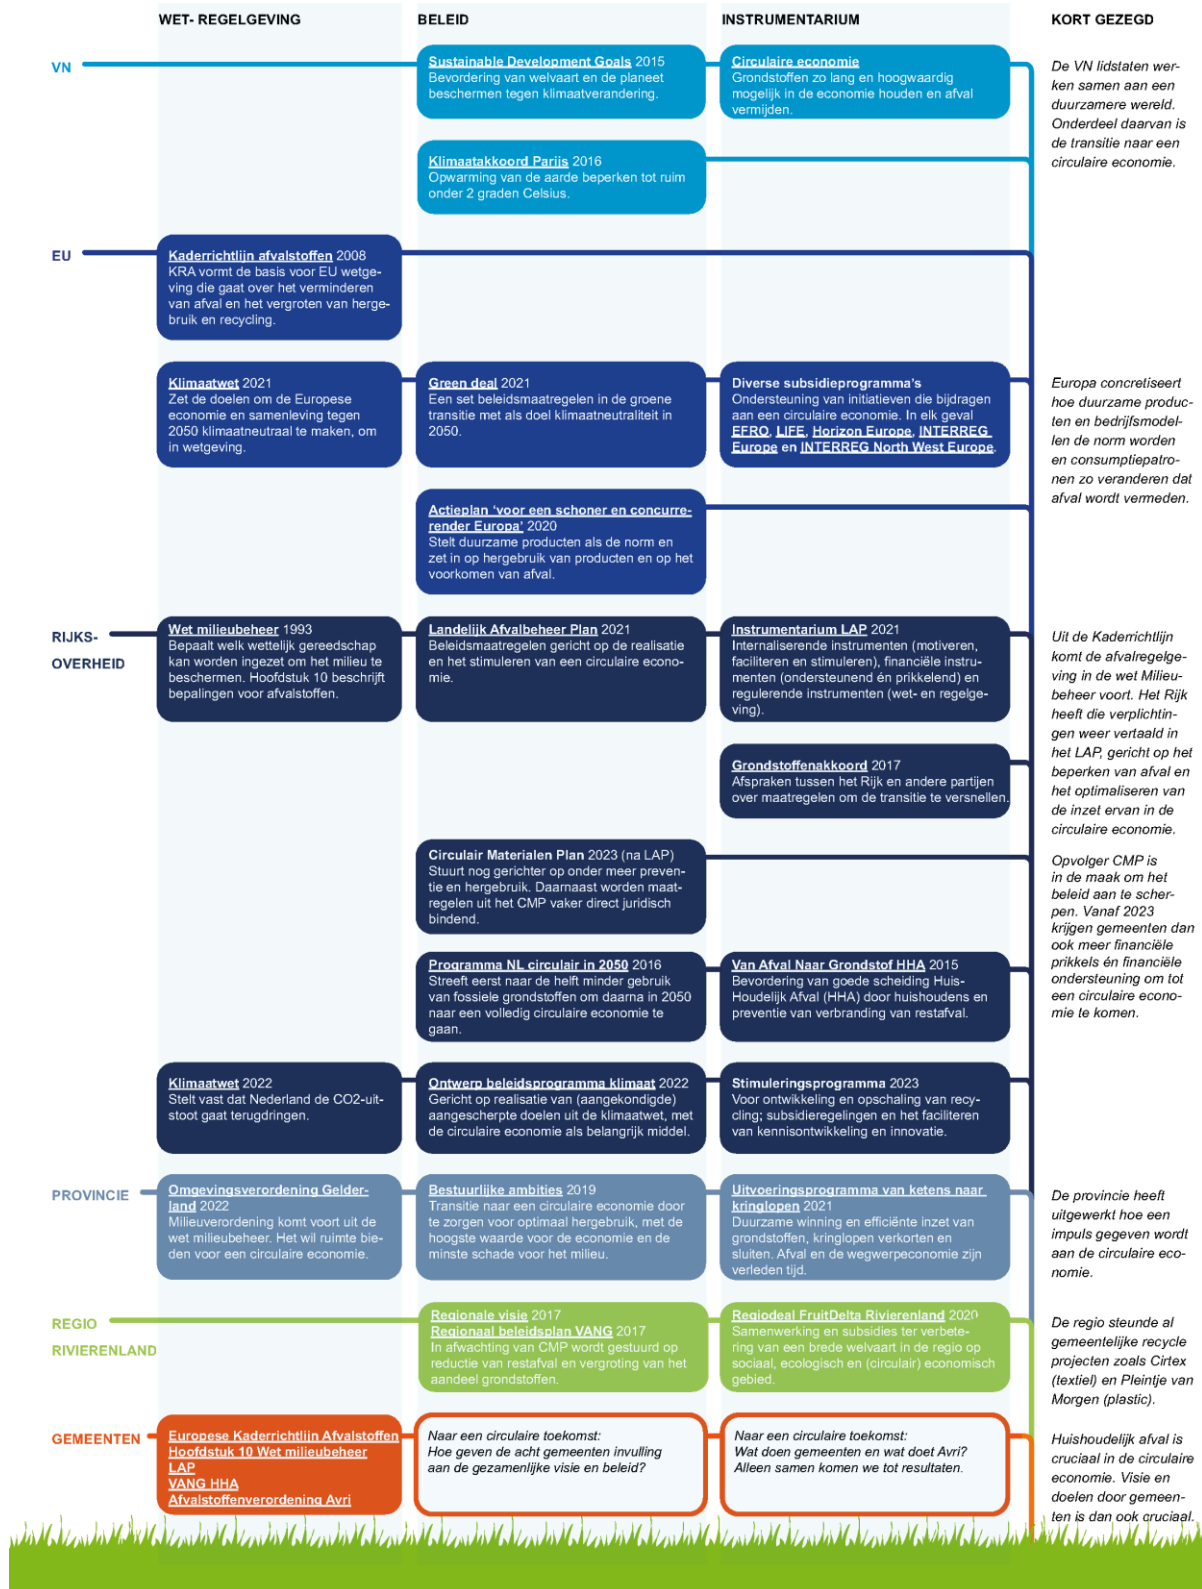 WET- REGELGEVING
BELEID
INSTRUMENTARIUM
KORT GEZEGD
VN
Sustainable Development Goals 2015
Bevordering van welvaart en de planeet
beschermen tegen klimaatverandering.
Circulaire economie
Grondstoffen zo lang en hoogwaardig
mogelijk in de economie houden en afval
vermijden.
De VN lidstaten wer-
ken samen aan een
duurzamere wereld.
Onderdeel daarvan is
de transitie naar een
circulaire economie.
Klimaatakkoord Parijs 2016
Opwarming van de aarde beperken tot ruim
onder 2 graden Celsius.
EU
Kaderrichtlijn afvalstoffen 2008
KRA vormt de basis voor EU wetge-
ving die gaat over het verminderen
van afval en het vergroten van herge-
bruik en recycling.
Klimaatwet 2021
Zet de doelen om de Europese
economie en samenleving tegen
2050 klimaatneutraal te maken, om
in wetgeving.
Green deal 2021
Een set beleidsmaatregelen in de groene
transitie met als doel klimaatneutraliteit in
2050.
Diverse subsidieprogramma's
Ondersteuning van initiatieven die bijdragen
aan een circulaire economie. In elk geval
EFRO, LIFE, Horizon Europe, INTERREG
Europe en INTERREG North West Europe.
Europa concretiseert
hoe duurzame produc-
ten en bedrijfsmodel-
len de norm worden
en consumptiepatro-
nen zo veranderen dat
afval wordt vermeden.
Actieplan ‘voor een schoner en concurre-
render Europa’ 2020
Stelt duurzame producten als de norm en
zet in op hergebruik van producten en op het
voorkomen van afval.
RIJKS-
OVERHEID
Wet milieubeheer 1993
Bepaalt welk wettelijk gereedschap
kan worden ingezet om het milieu te
beschermen. Hoofdstuk 10 beschrijft
bepalingen voor afvalstoffen.
Landelijk Afvalbeheer Plan 2021
Beleidsmaatregelen gericht op de realisatie
en het stimuleren van een circulaire econo-
mie.
Instrumentarium LAP 2021
Internaliserende instrumenten (motiveren,
faciliteren en stimuleren), financiële instru-
menten (ondersteunend én prikkelend) en
regulerende instrumenten (wet- en regelge-
ving).
Uit de Kaderrichtlijn
komt de afvalregelge-
ving in de wet Milieu-
beheer voort. Het Rijk
heeft die verplichtin-
gen weer vertaald in
het LAP, gericht op het
beperken van afval en
het optimaliseren van
de inzet ervan in de
circulaire economie.
Grondstoffenakkoord 2017
Afspraken tussen het Rijk en andere partijen
over maatregelen om de transitie te versnellen.
Circulair Materialen Plan 2023 (na LAP)
Stuurt nog gerichter op onder meer preven-
tie en hergebruik. Daarnaast worden maat-
regelen uit het CMP vaker direct juridisch
bindend.
Opvolger CMP is
in de maak om het
beleid aan te scher-
pen. Vanaf 2023
krijgen gemeenten dan
ook meer financiële
prikkels én financiële
ondersteuning om tot
een circulaire econo-
mie te komen.
Programma NL circulair in 2050 2016
Streeft eerst naar de helft minder gebruik
van fossiele grondstoffen om daarna in 2050
naar een volledig circulaire economie te
gaan.
Van Afval Naar Grondstof HHA 2015
Bevordering van goede scheiding Huis-
Houdelijk Afval (HHA) door huishoudens en
preventie van verbranding van restafval.
Klimaatwet 2022
Stelt vast dat Nederland de CO2-uit-
stoot gaat terugdringen.
Ontwerp beleidsprogramma klimaat 2022
Gericht op realisatie van (aangekondigde)
aangescherpte doelen uit de klimaatwet, met
de circulaire economie als belangrijk middel.
Stimuleringsprogramma 2023
Voor ontwikkeling en opschaling van recy-
cling; subsidieregelingen en het faciliteren
van kennisontwikkeling en innovatie.
PROVINCIE
Omgevingsverordening Gelder-
land 2022
Milieuverordening komt voort uit de
wet milieubeheer. Het wil ruimte bie-
den voor een circulaire economie.
Bestuurlijke ambities 2019
Transitie naar een circulaire economie door
te zorgen voor optimaal hergebruik, met de
hoogste waarde voor de economie en de
minste schade voor het milieu.
Uitvoeringsprogramma van ketens naar
kringlopen 2021
Duurzame winning en efficiënte inzet van
grondstoffen, kringlopen verkorten en
sluiten. Afval en de wegwerpeconomie zijn
verleden tijd.
De provincie heeft
uitgewerkt hoe een
impuls gegeven wordt
aan de circulaire eco-
nomie.
REGIO
RIVIERENLAND
Regionale visie 2017
Regionaal beleidsplan VANG 2017
In afwachting van CMP wordt gestuurd op
reductie van restafval en vergroting van het
aandeel grondstoffen.
Regiodeal FruitDelta Rivierenland 2020
Samenwerking en subsidies ter verbete-
ring van een brede welvaart in de regio op
sociaal, ecologisch en (circulair) economisch
gebied.
De regio steunde al
gemeentelijke recycle
projecten zoals Cirtex
(textiel) en Pleintje van
Morgen (plastic).
GEMEENTEN
Europese Kaderrichtlijn Afvalstoffen
Hoofdstuk 10 Wet milieubeheer
LAP
VANG HHA
Afvalstoffenverordening Avri
Naar een circulaire toekomst:
Hoe geven de acht gemeenten invulling
aan de gezamenlijke visie en beleid?
Naar een circulaire toekomst:
Wat doen gemeenten en wat doet Avri?
Alleen samen komen we tot resultaten.
Huishoudelijk afval is
cruciaal in de circulaire
economie. Visie en
doelen door gemeen-
ten is dan ook cruciaal.